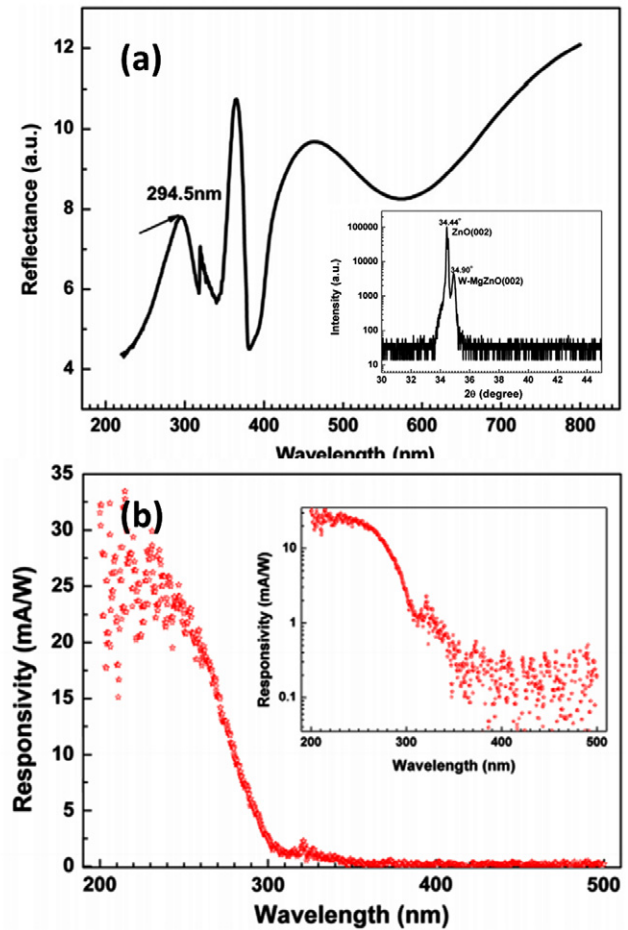 (a)
Reflectance (a.u.)
12
10
8
6
4
294.5nm
200 300 400 500 600 700 800
Wavelength (nm)
Intensity (a.u.)
100000
10000
1000
100
10
34.44°
ZnO(002)
34.90°
W-MgZnO(002)
30 32 34 36 38 40 42 44
2θ (degree)
(b)
Responsivity (mA/W)
35
30
25
20
15
10
5
0
200 300 400 500
Wavelength (nm)
Responsivity (mA/W)
10
1
0.1
200 300 400 500
Wavelength (nm)